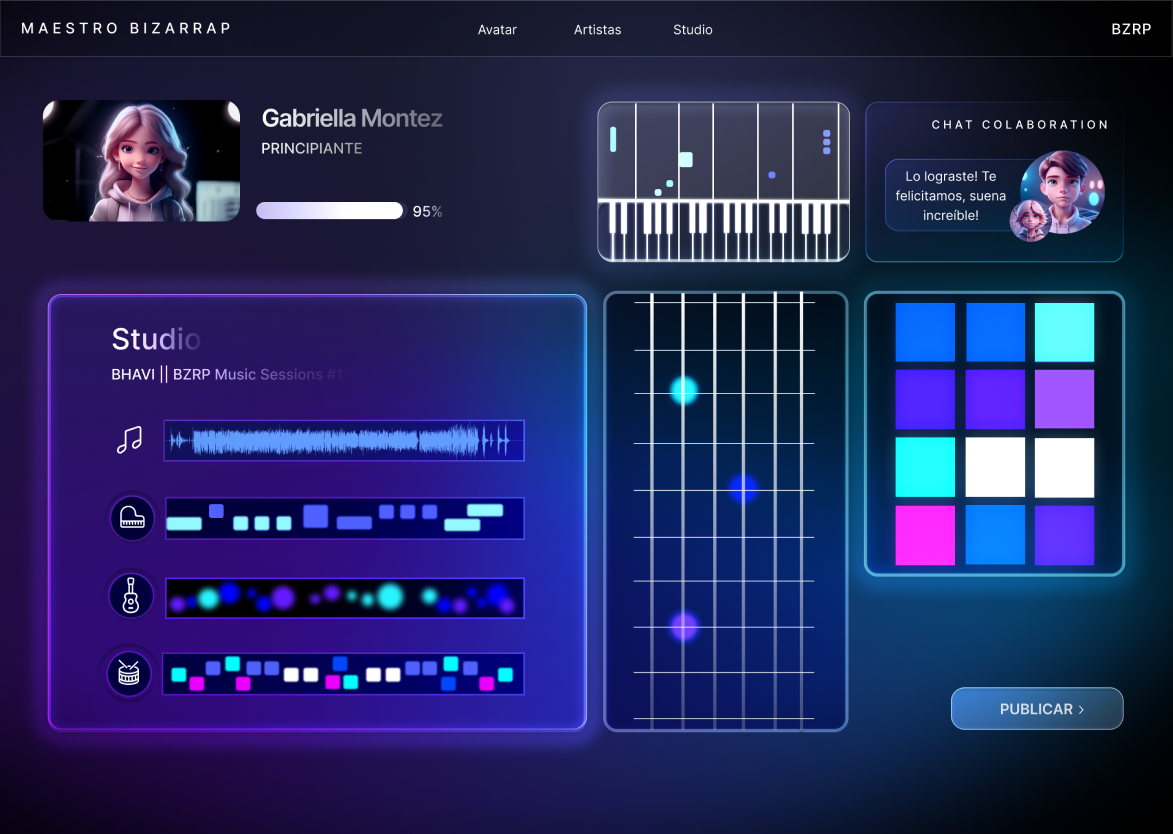 MAESTRO BIZARRAP
Avatar
Artistas
Studio
BZRP
Gabriella Montez
PRINCIPIANTE
95%
CHAT COLABORATION
Lo lograste! Te
felicitamos, suena
increíble!
Studio
BHAVI || BZRP Music Sessions #1
PUBLICAR >